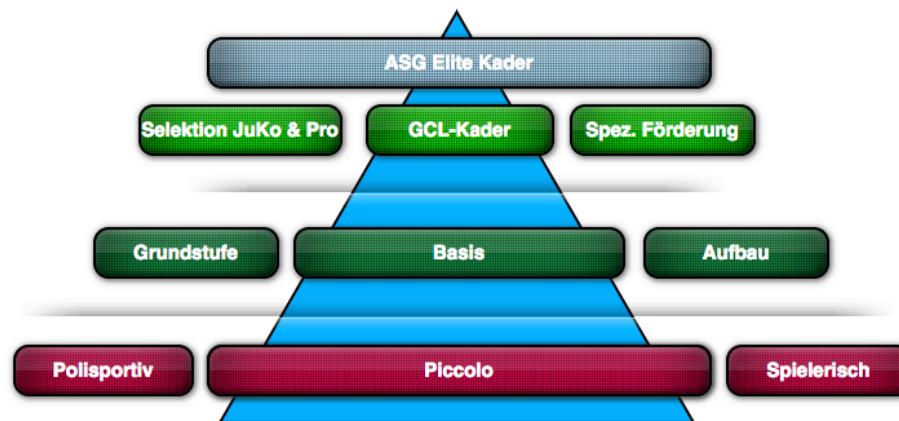 ASG Elite Kader
Selektion JuKo & Pro
GCL-Kader
Spez. Förderung
Grundstufe
Basis
Aufbau
Polisportiv
Piccolo
Spielerisch